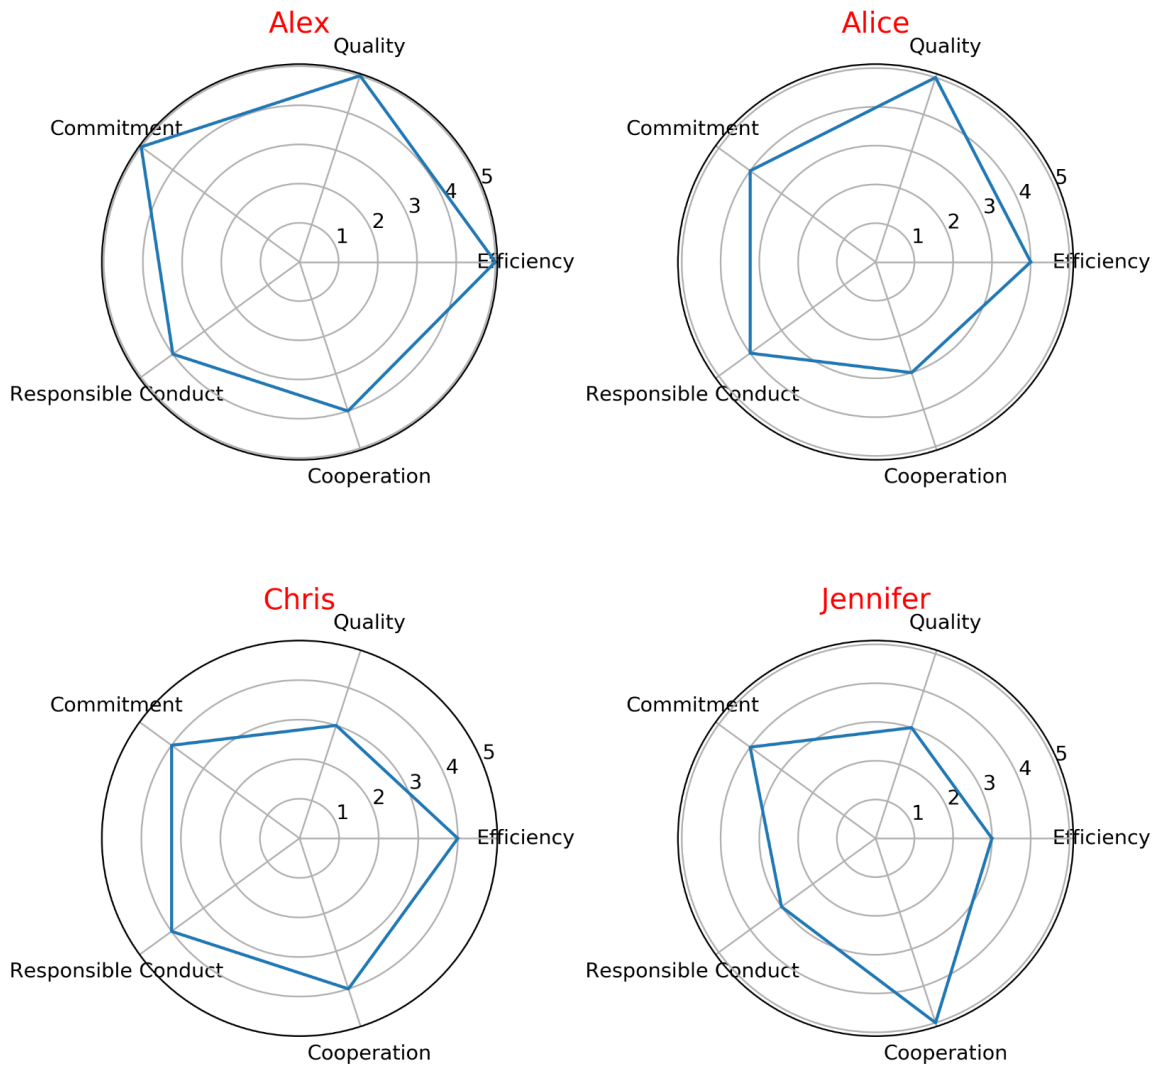 Alex
Quality
Commitment
5
4
3
2
1
Efficiency
Responsible Conduct
Cooperation
Alice
Quality
Commitment
5
4
3
2
1
Efficiency
Responsible Conduct
Cooperation
Chris
Quality
Commitment
5
4
3
2
1
Efficiency
Responsible Conduct
Cooperation
Jennifer
Quality
Commitment
5
4
3
2
1
Efficiency
Responsible Conduct
Cooperation